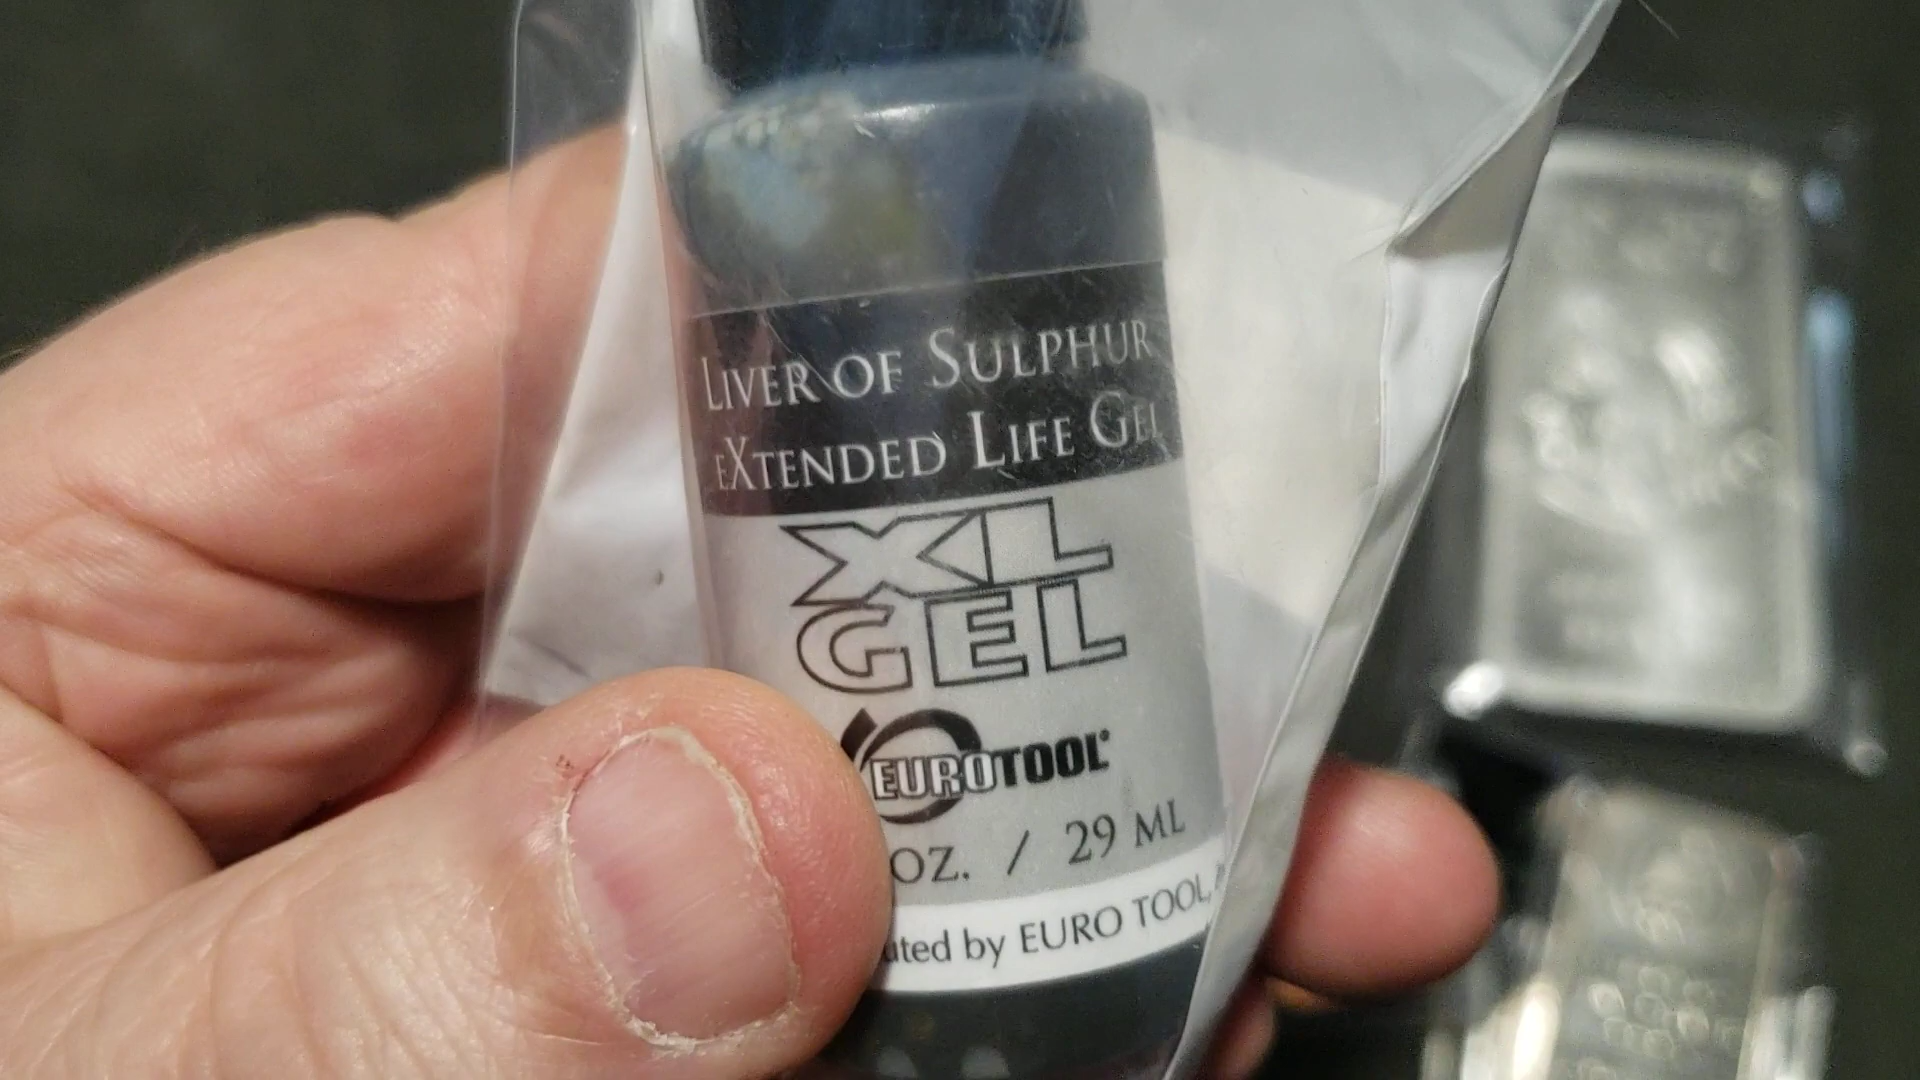 LIVER OF SULPHUR
EXTENDED LIFE GEL
XL
GEL
EUROTOOL®
OZ. / 29 ML
uted by EURO TOOL,